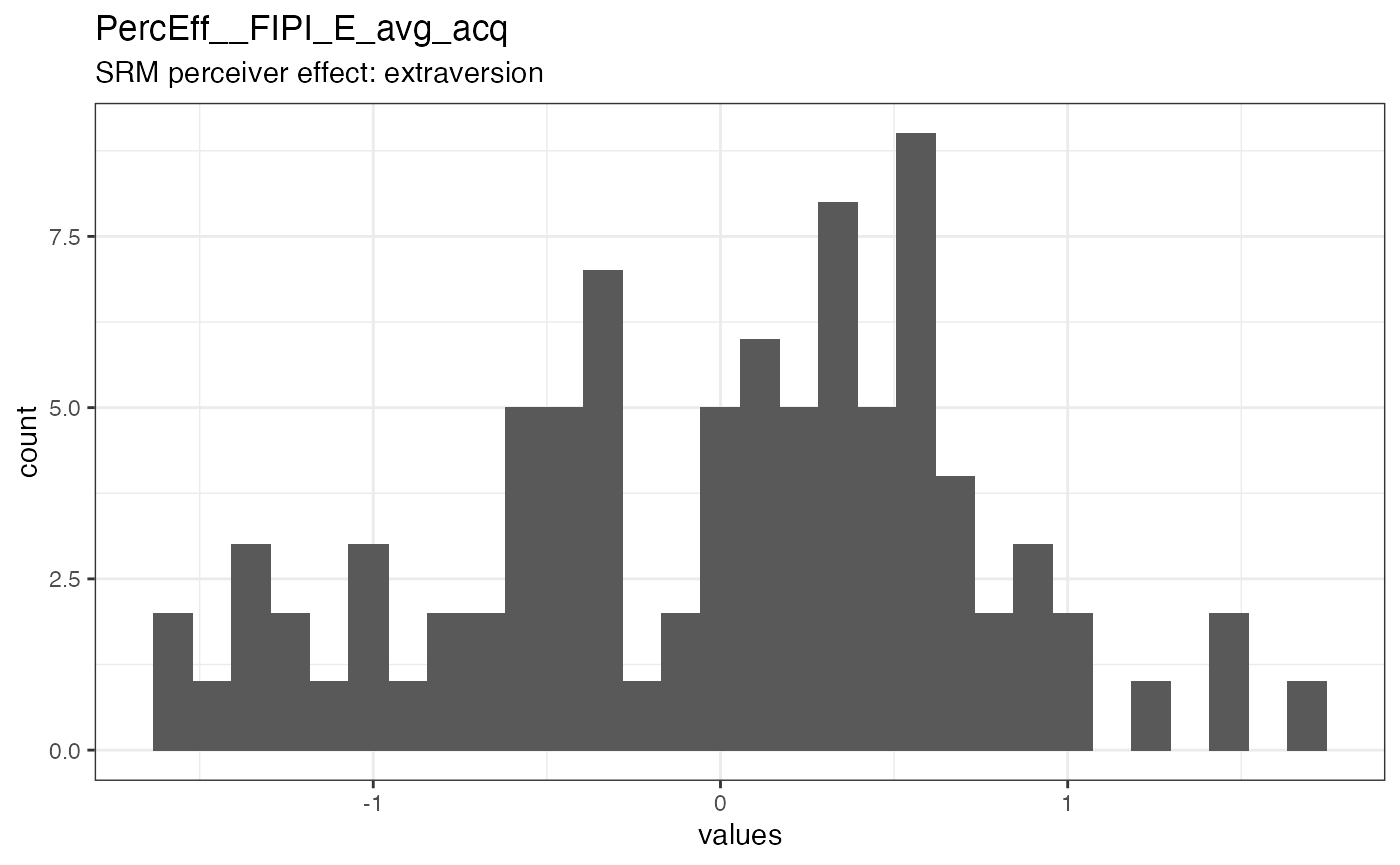 PercEff__FIPI_E_avg_acq
SRM perceiver effect: extraversion
count
7.5
5.0
2.5
0.0
-1 0 1
values